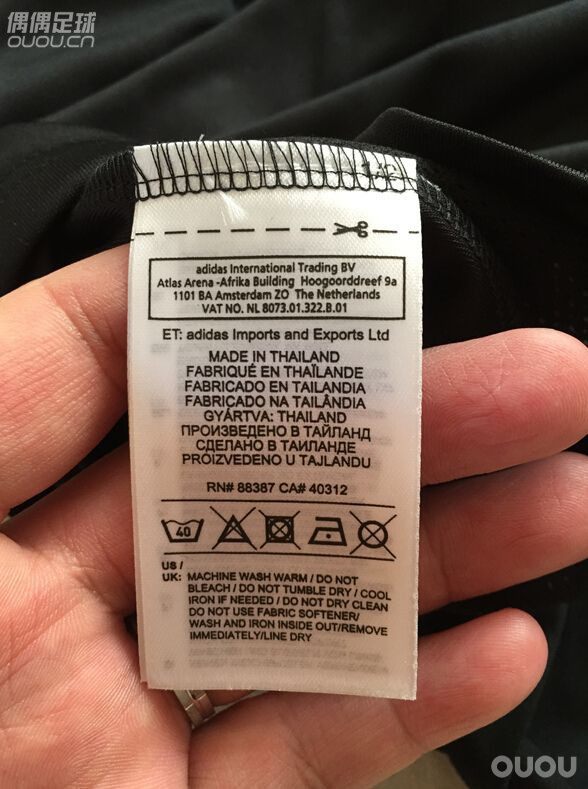 偶偶足球
OUOU.CN
adidas International Trading BV
Atlas Arena -Afrika Building Hoogoorddreef 9a
1101 BA Amsterdam ZO The Netherlands
VAT NO. NL 8073.01.322.B.01
ET: adidas Imports and Exports Ltd
MADE IN THAILAND
FABRIQUÉ EN THAÏLANDE
FABRICADO EN TAILANDIA
FABRICADO NA TAILÂNDIA
GYÁRTVA: THAILAND
ПРОИЗВЕДЕНО В ТАЙЛАНД
СДЕЛАНО В ТАИЛАНДЕ
PROIZVEDENO U TAJLANDU
RN# 88387 CA# 40312
40
US /
UK: MACHINE WASH WARM / DO NOT
BLEACH / DO NOT TUMBLE DRY / COOL
IRON IF NEEDED / DO NOT DRY CLEAN
DO NOT USE FABRIC SOFTENER/
WASH AND IRON INSIDE OUT/REMOVE
IMMEDIATELY/LINE DRY
OUOU